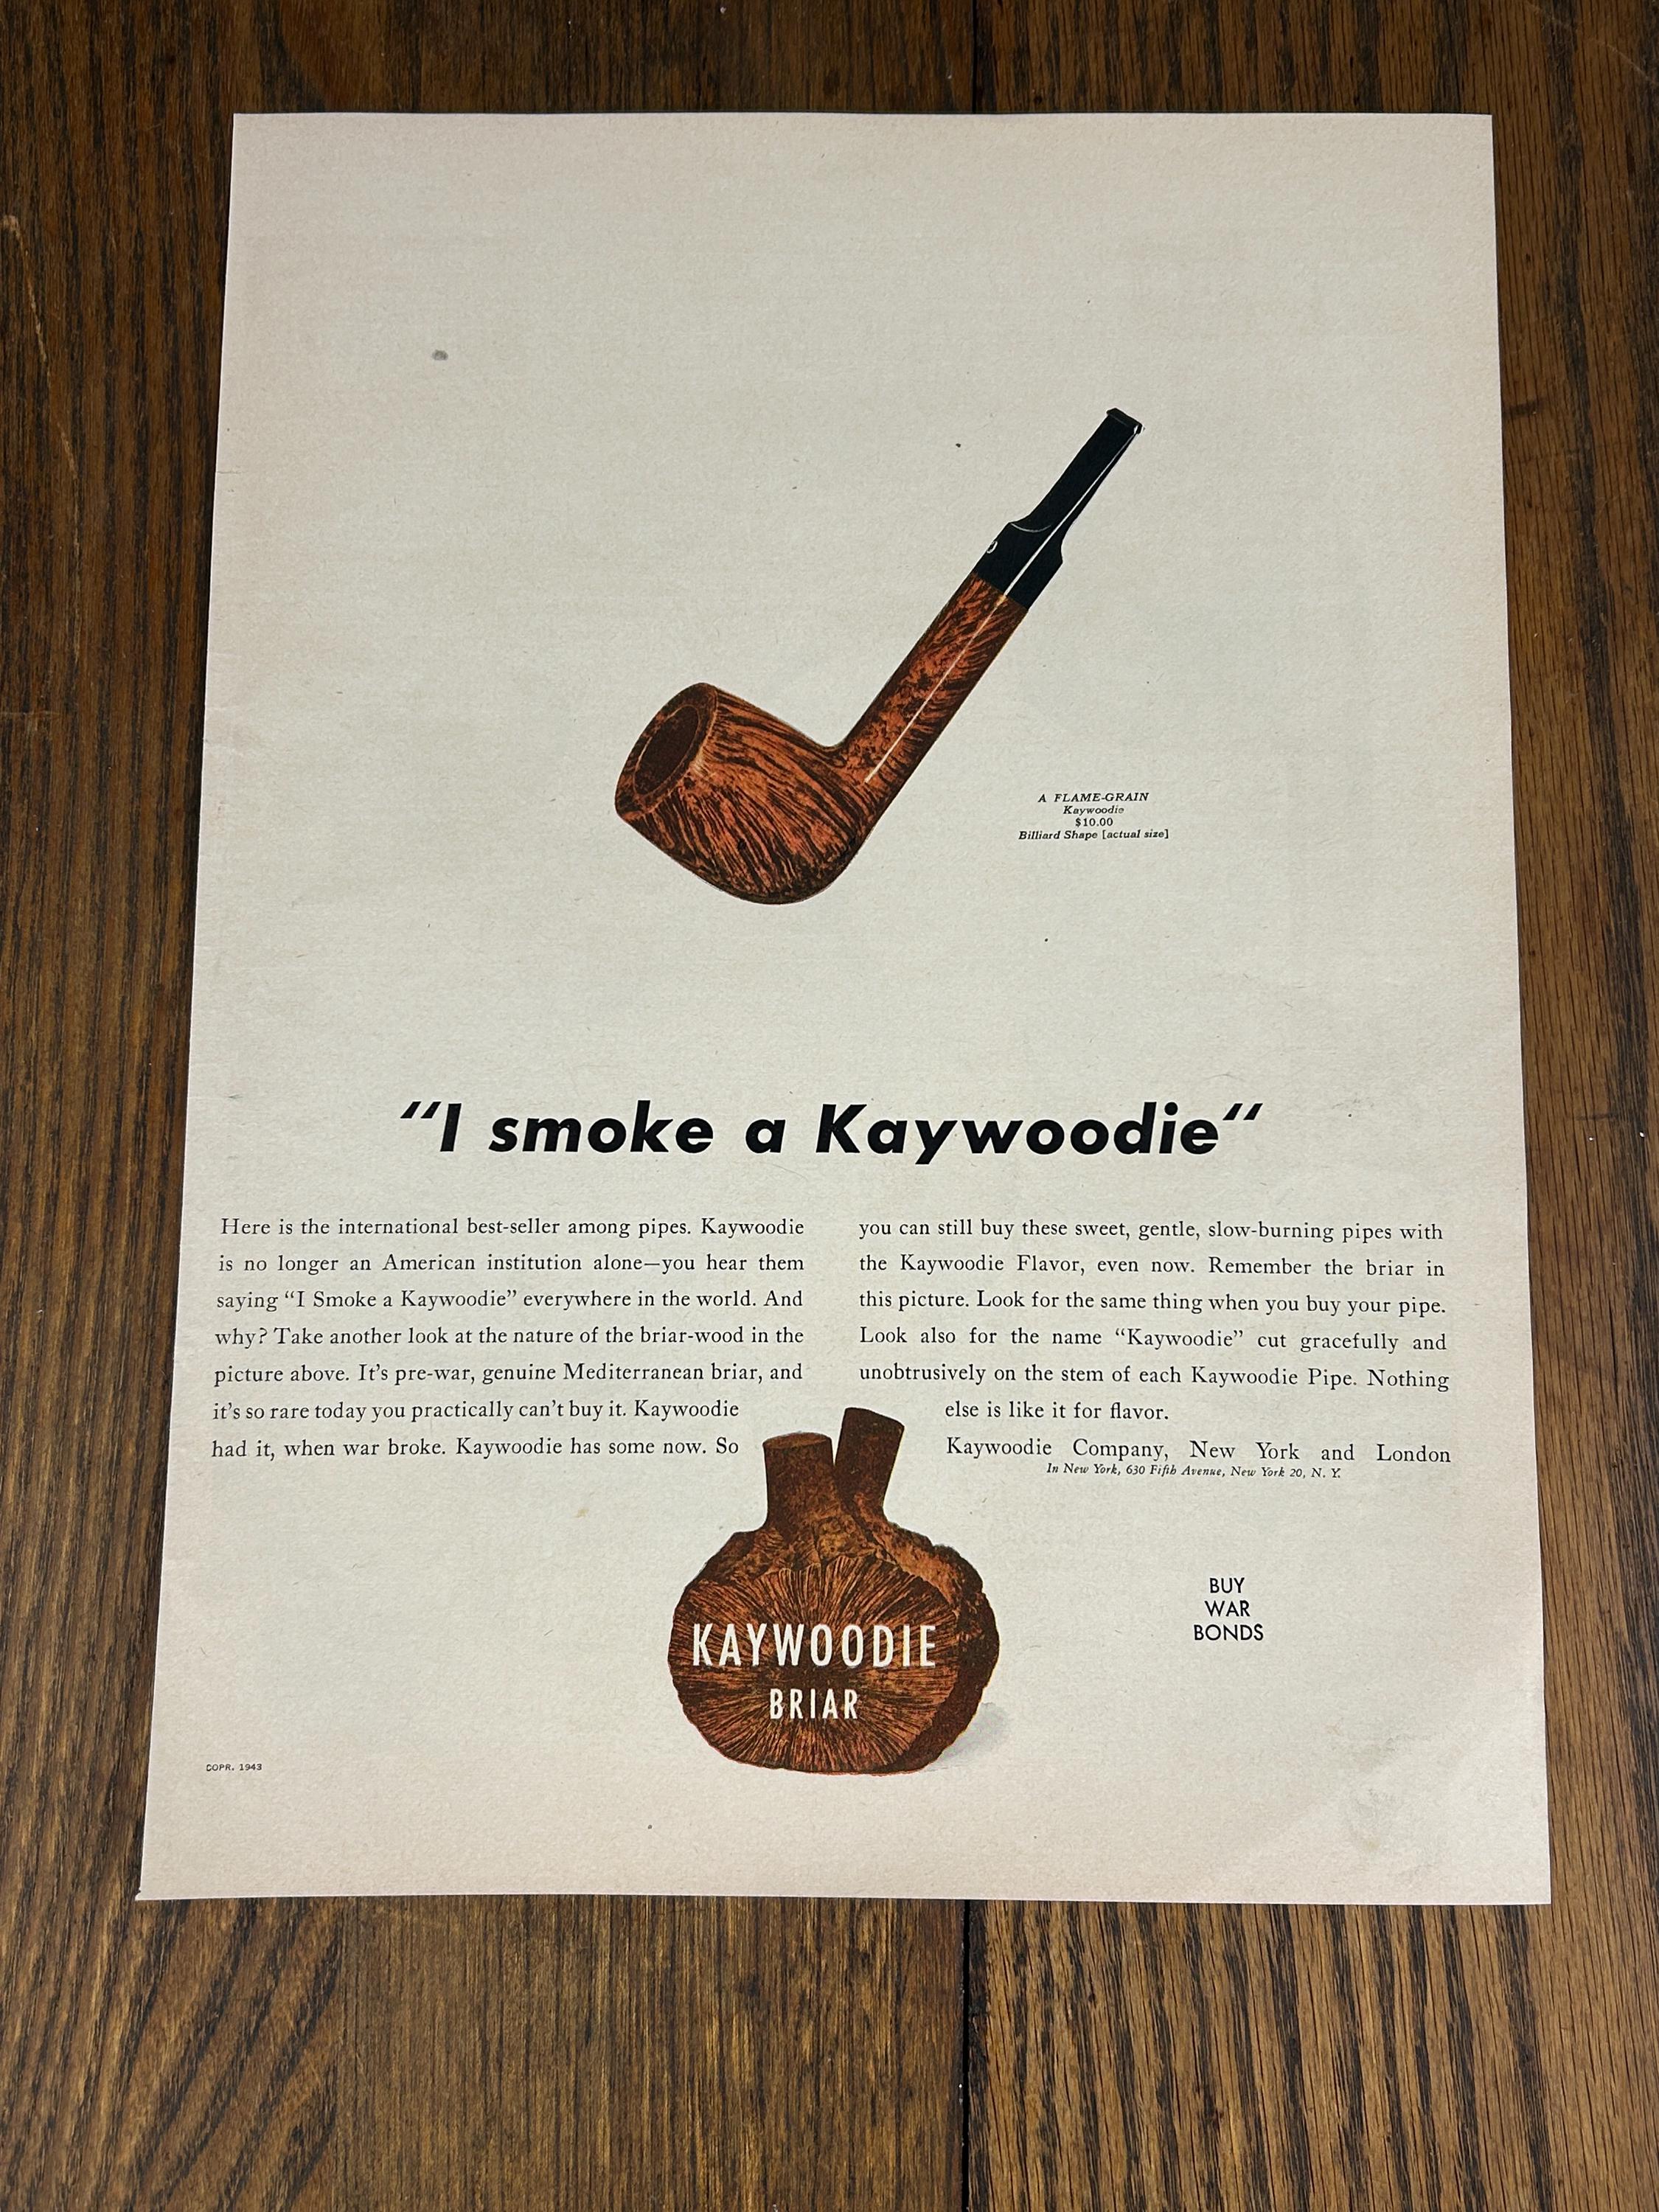 A FLAME-GRAIN
Kaywoodie
$10.00
Billiard Shape [actual size]
“I smoke a Kaywoodie“
Here is the international best-seller among pipes. Kaywoodie
is no longer an American institution alone—you hear them
saying “I Smoke a Kaywoodie” everywhere in the world. And
why? Take another look at the nature of the briar-wood in the
picture above. It’s pre-war, genuine Mediterranean briar, and
it’s so rare today you practically can’t buy it. Kaywoodie
had it, when war broke. Kaywoodie has some now. So
you can still buy these sweet, gentle, slow-burning pipes with
the Kaywoodie Flavor, even now. Remember the briar in
this picture. Look for the same thing when you buy your pipe.
Look also for the name “Kaywoodie” cut gracefully and
unobtrusively on the stem of each Kaywoodie Pipe. Nothing
else is like it for flavor.
Kaywoodie Company, New York and London
In New York, 630 Fifth Avenue, New York 20, N. Y.
KAYWOODIE
BRIAR
BUY
WAR
BONDS
COPR. 1943